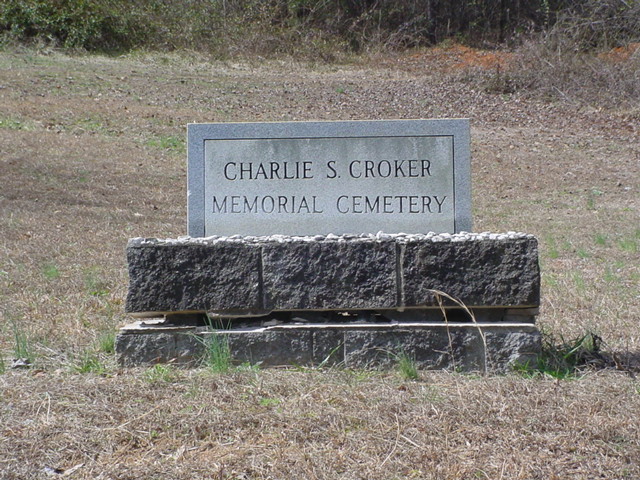 CHARLIE S. CROKER
MEMORIAL CEMETERY